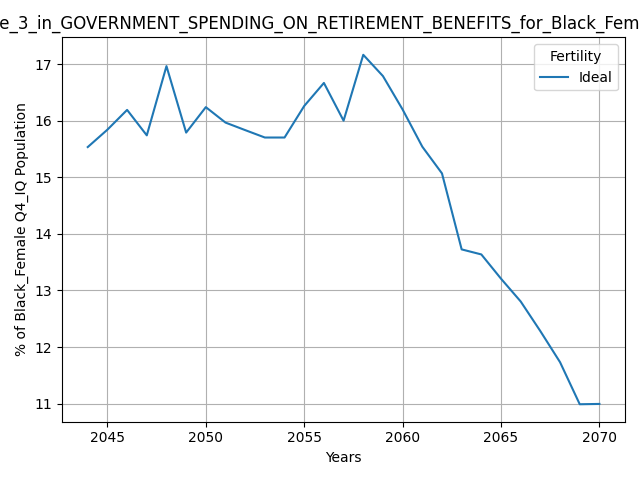 e_3_in_GOVERNMENT_SPENDING_ON_RETIREMENT_BENEFITS_for_Black_Fem
Fertility
Ideal
% of Black_Female Q4_IQ Population
17
16
15
14
13
12
11
2045
2050
2055
2060
2065
2070
Years